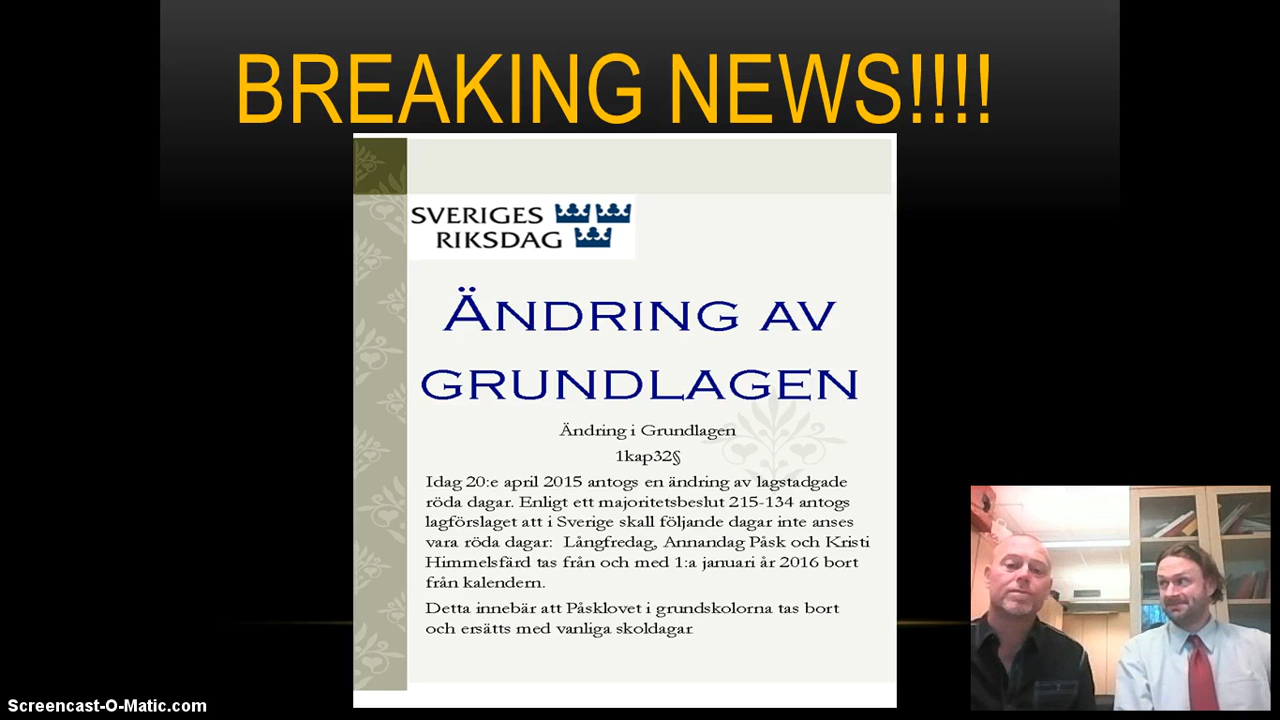 BREAKING NEWS!!!!
SVERIGES
RIKSDAG
ÄNDRING AV
GRUNDLAGEN
Ändring i Grundlagen
1kap32§
Idag 20:e april 2015 antogs en ändring av lagstadgade
röda dagar. Enligt ett majoritetsbeslut 215-134 antogs
lagförslaget att i Sverige skall följande dagar inte anses
vara röda dagar:  Långfredag, Annandag Påsk och Kristi
Himmelsfärd tas från och med 1:a januari år 2016 bort
från kalendern.
Detta innebär att Påsklovet i grundskolorna tas bort
och ersätts med vanliga skoldagar
Screencast-O-Matic.com